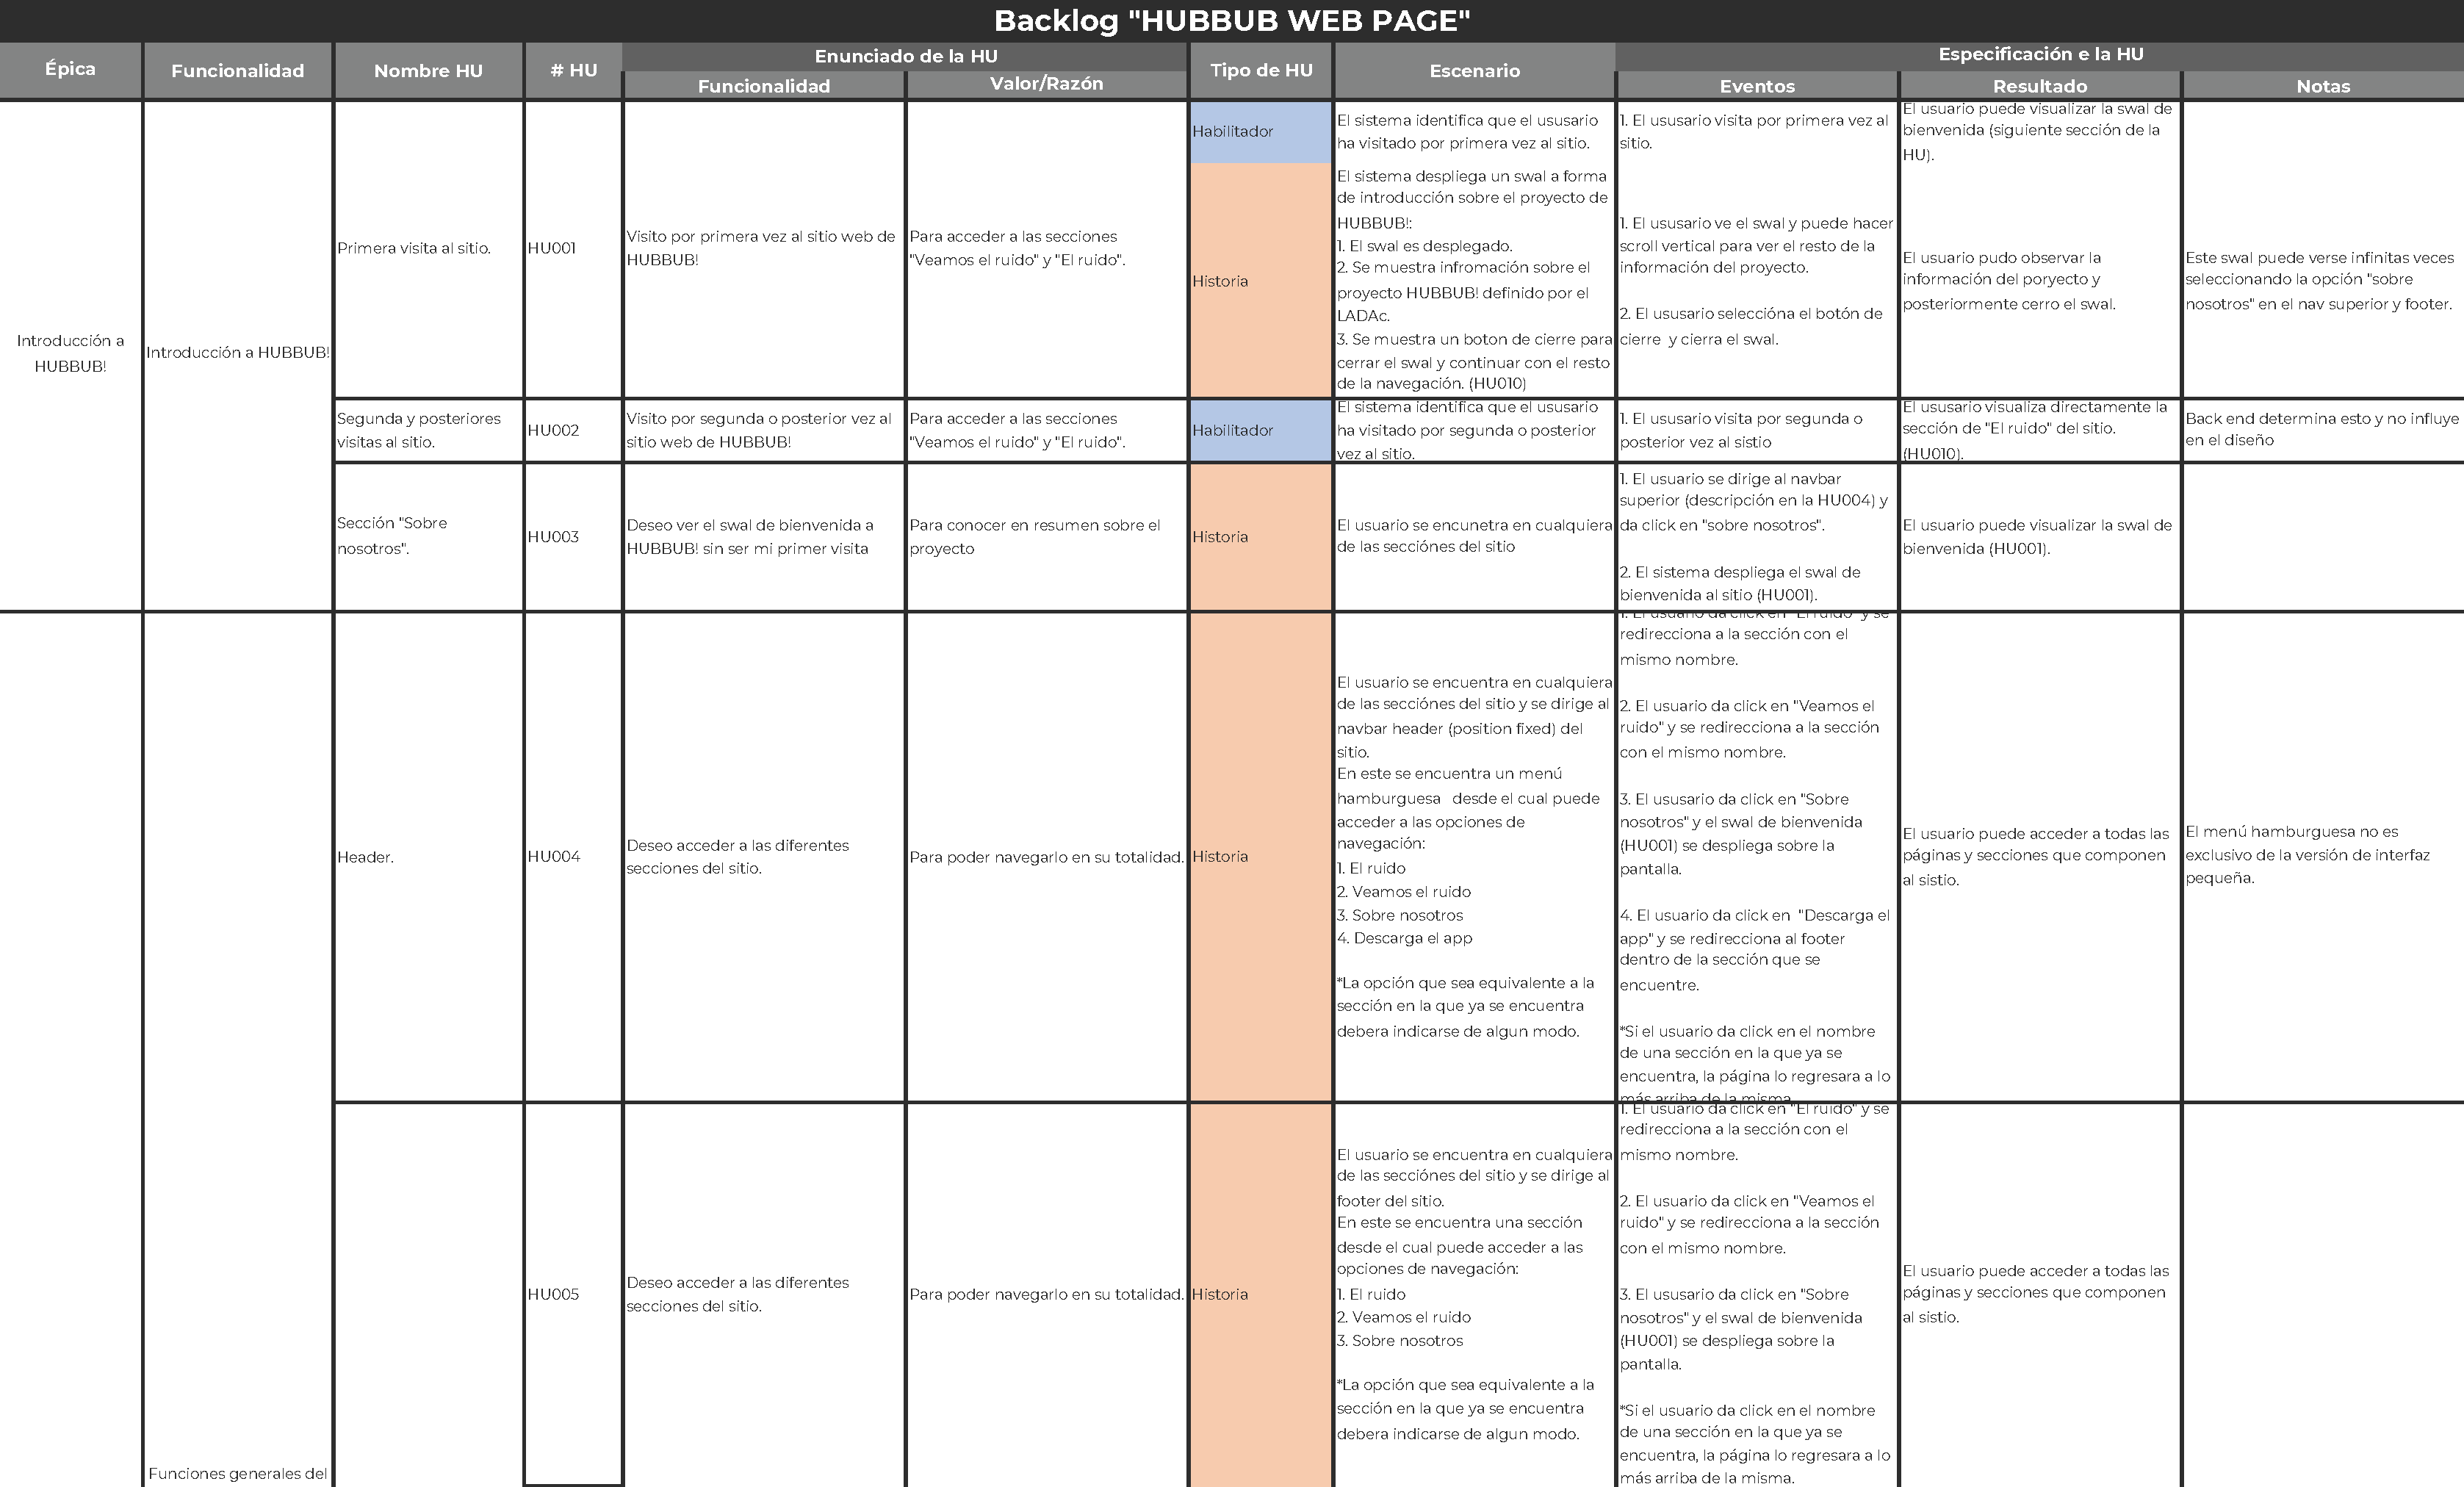 Backlog "HUBBUB WEB PAGE"
Épica
Funcionalidad
Nombre HU
# HU
Enunciado de la HU
Funcionalidad
Valor/Razón
Tipo de HU
Escenario
Especificación e la HU
Eventos
Resultado
Notas
Introducción a
HUBBUB!
Introducción a HUBBUB!
Primera visita al sitio.
HU001
Visito por primera vez al sitio web de
HUBBUB!
Para acceder a las secciones
"Veamos el ruido" y "El ruido".
Habilitador
El sistema identifica que el ususario
ha visitado por primera vez al sitio.
1. El ususario visita por primera vez al
sitio.
El usuario puede visualizar la swal de
bienvenida (siguiente sección de la
HU).
Historia
El sistema despliega un swal a forma
de introducción sobre el proyecto de
HUBBUB!:
1. El swal es desplegado.
2. Se muestra infromación sobre el
proyecto HUBBUB! definido por el
LADAc.
3. Se muestra un boton de cierre para
cerrar el swal y continuar con el resto
de la navegación. (HU010)
1. El ususario ve el swal y puede hacer
scroll vertical para ver el resto de la
información del proyecto.
2. El ususario seleccióna el botón de
cierre  y cierra el swal.
El usuario pudo observar la
información del poryecto y
posteriormente cerro el swal.
Este swal puede verse infinitas veces
seleccionando la opción "sobre
nosotros" en el nav superior y footer.
Segunda y posteriores
visitas al sitio.
HU002
Visito por segunda o posterior vez al
sitio web de HUBBUB!
Para acceder a las secciones
"Veamos el ruido" y "El ruido".
Habilitador
El sistema identifica que el ususario
ha visitado por segunda o posterior
vez al sitio.
1. El ususario visita por segunda o
posterior vez al sistio
El ususario visualiza directamente la
sección de "El ruido" del sitio.
(HU010).
Back end determina esto y no influye
en el diseño
Sección "Sobre
nosotros".
HU003
Deseo ver el swal de bienvenida a
HUBBUB! sin ser mi primer visita
Para conocer en resumen sobre el
proyecto
Historia
El usuario se encunetra en cualquiera
de las secciónes del sitio
1. El usuario se dirige al navbar
superior (descripción en la HU004) y
da click en "sobre nosotros".
2. El sistema despliega el swal de
bienvenida al sitio (HU001).
El usuario puede visualizar la swal de
bienvenida (HU001).
Header.
HU004
Deseo acceder a las diferentes
secciones del sitio.
Para poder navegarlo en su totalidad.
Historia
El usuario se encuentra en cualquiera
de las secciónes del sitio y se dirige al
navbar header (position fixed) del
sitio.
En este se encuentra un menú
hamburguesa   desde el cual puede
acceder a las opciones de
navegación:
1. El ruido
2. Veamos el ruido
3. Sobre nosotros
4. Descarga el app
*La opción que sea equivalente a la
sección en la que ya se encuentra
debera indicarse de algun modo.
1. El usuario da click en "El ruido" y se
redirecciona a la sección con el
mismo nombre.
2. El usuario da click en "Veamos el
ruido" y se redirecciona a la sección
con el mismo nombre.
3. El ususario da click en "Sobre
nosotros" y el swal de bienvenida
(HU001) se despliega sobre la
pantalla.
4. El usuario da click en  "Descarga el
app" y se redirecciona al footer
dentro de la sección que se
encuentre.
*Si el usuario da click en el nombre
de una sección en la que ya se
encuentra, la página lo regresara a lo
más arriba de la misma.
El usuario puede acceder a todas las
páginas y secciones que componen
al sistio.
El menú hamburguesa no es
exclusivo de la versión de interfaz
pequeña.
HU005
Deseo acceder a las diferentes
secciones del sitio.
Para poder navegarlo en su totalidad.
Historia
El usuario se encuentra en cualquiera
de las secciónes del sitio y se dirige al
footer del sitio.
En este se encuentra una sección
desde el cual puede acceder a las
opciones de navegación:
1. El ruido
2. Veamos el ruido
3. Sobre nosotros
*La opción que sea equivalente a la
sección en la que ya se encuentra
debera indicarse de algun modo.
1. El usuario da click en "El ruido" y se
redirecciona a la sección con el
mismo nombre.
2. El usuario da click en "Veamos el
ruido" y se redirecciona a la sección
con el mismo nombre.
3. El ususario da click en "Sobre
nosotros" y el swal de bienvenida
(HU001) se despliega sobre la
pantalla.
*Si el usuario da click en el nombre
de una sección en la que ya se
encuentra, la página lo regresara a lo
más arriba de la misma.
El usuario puede acceder a todas las
páginas y secciones que componen
al sistio.
Funciones generales del